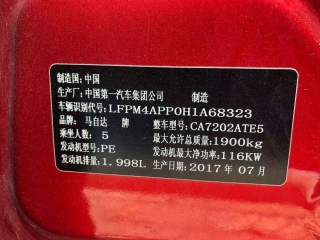 制造国：中国
生产厂：中国第一汽车集团公司 制造
车辆识别代号：LFPM4APP0H1A68323
品牌：马自达 牌 整车型号：CA7202ATE5
乘坐人数：5 最大允许总质量：1900kg
发动机型号：PE 发动机最大净功率：116KW
发动机排量：1.998L 生产日期：2017年07月